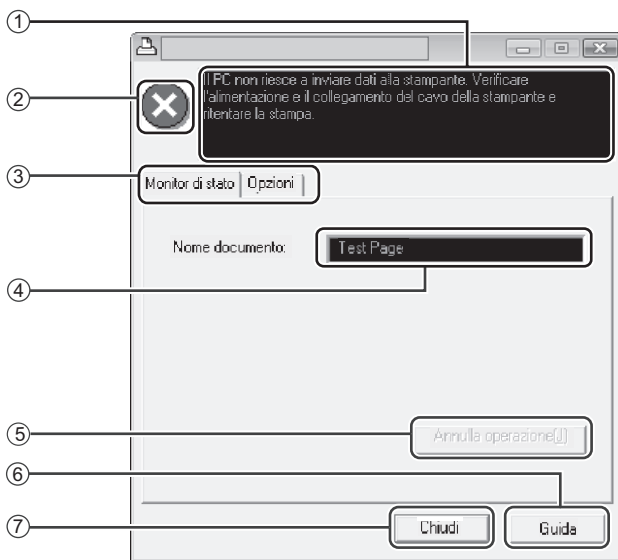 ①
Il PC non riesce a inviare dati alla stampante. Verificare
l'alimentazione e il collegamento del cavo della stampante e
ritentare la stampa.
②
③
Monitor di stato Opzioni
Nome documento: Test Page
④
⑤
Annulla operazione(J)
⑥
⑦
Chiudi Guida